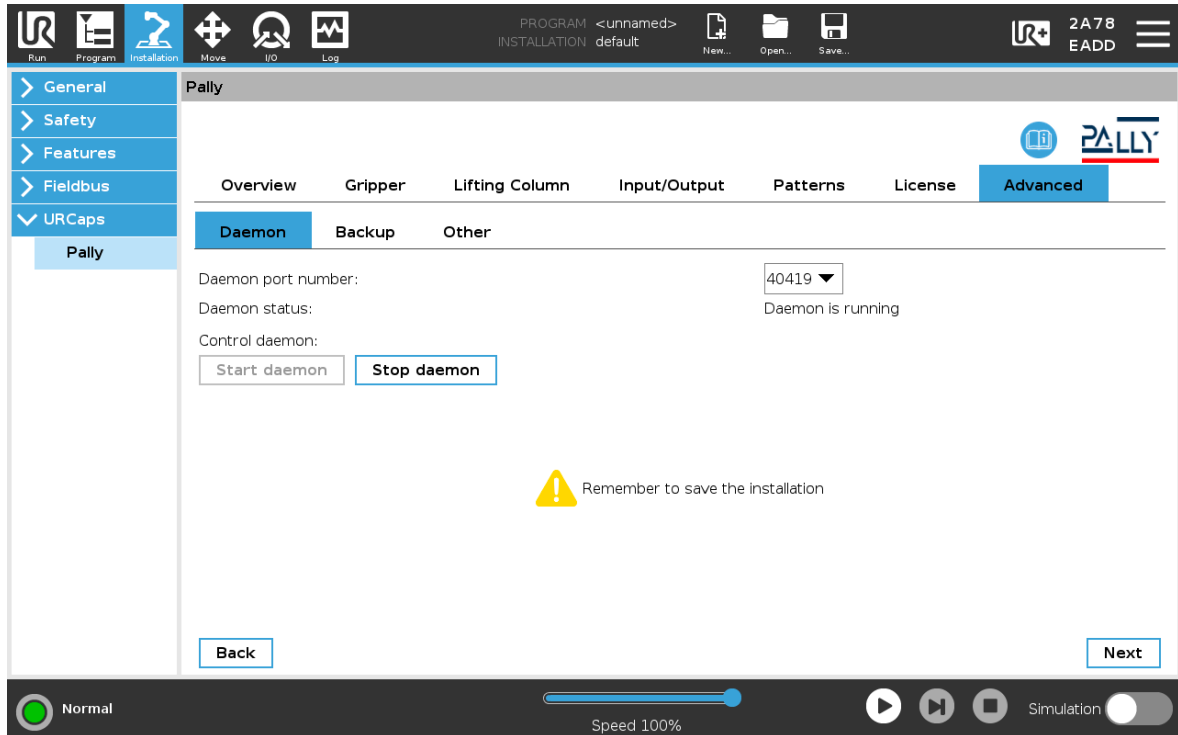 PROGRAM <unnamed>
INSTALLATION default
Run Program Installation Move I/O Log New... Open... Save...
UR+ 2A78 EADD
General
Safety
Features
Fieldbus
URCaps
Pally
Pally
PALLY
Overview Gripper Lifting Column Input/Output Patterns License Advanced
Daemon Backup Other
Daemon port number: 40419
Daemon status: Daemon is running
Control daemon:
Start daemon Stop daemon
Remember to save the installation
Back Next
Normal
Speed 100%
Simulation